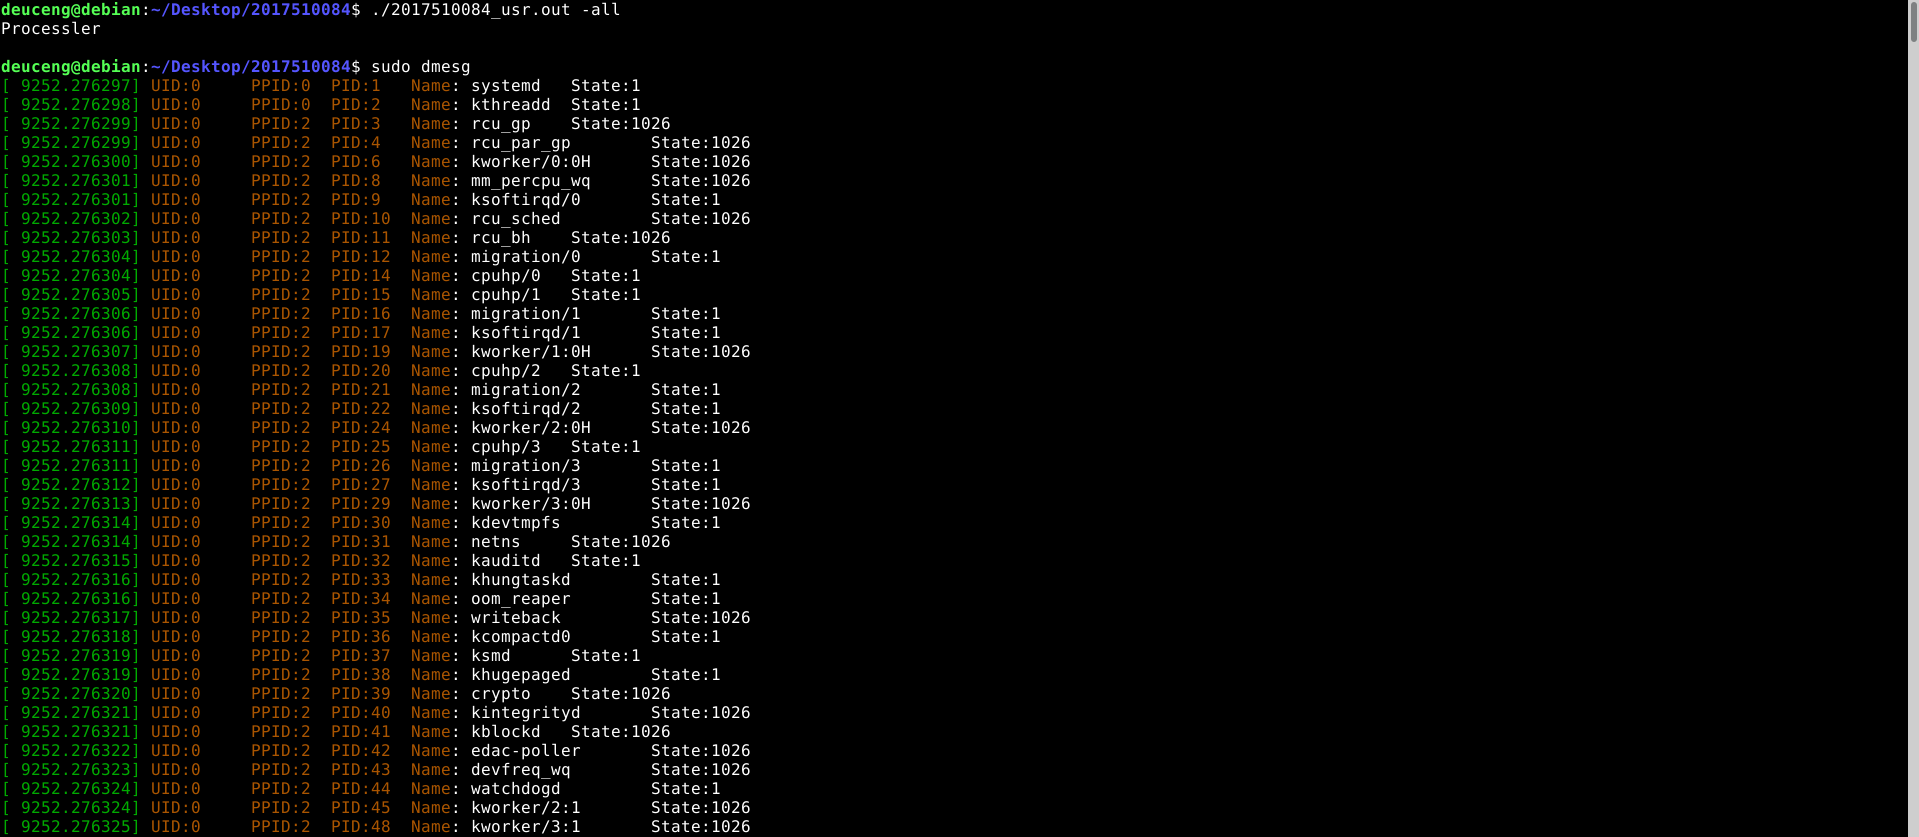 deuceng@debian:~/Desktop/2017510084$ ./2017510084_usr.out -all
Processler
deuceng@debian:~/Desktop/2017510084$ sudo dmesg
[ 9252.276297] UID:0     PPID:0  PID:1   Name: systemd   State:1
[ 9252.276298] UID:0     PPID:0  PID:2   Name: kthreadd  State:1
[ 9252.276299] UID:0     PPID:2  PID:3   Name: rcu_gp    State:1026
[ 9252.276299] UID:0     PPID:2  PID:4   Name: rcu_par_gp        State:1026
[ 9252.276300] UID:0     PPID:2  PID:6   Name: kworker/0:0H      State:1026
[ 9252.276301] UID:0     PPID:2  PID:8   Name: mm_percpu_wq      State:1026
[ 9252.276301] UID:0     PPID:2  PID:9   Name: ksoftirqd/0       State:1
[ 9252.276302] UID:0     PPID:2  PID:10  Name: rcu_sched         State:1026
[ 9252.276303] UID:0     PPID:2  PID:11  Name: rcu_bh    State:1026
[ 9252.276304] UID:0     PPID:2  PID:12  Name: migration/0       State:1
[ 9252.276304] UID:0     PPID:2  PID:14  Name: cpuhp/0   State:1
[ 9252.276305] UID:0     PPID:2  PID:15  Name: cpuhp/1   State:1
[ 9252.276306] UID:0     PPID:2  PID:16  Name: migration/1       State:1
[ 9252.276306] UID:0     PPID:2  PID:17  Name: ksoftirqd/1       State:1
[ 9252.276307] UID:0     PPID:2  PID:19  Name: kworker/1:0H      State:1026
[ 9252.276308] UID:0     PPID:2  PID:20  Name: cpuhp/2   State:1
[ 9252.276308] UID:0     PPID:2  PID:21  Name: migration/2       State:1
[ 9252.276309] UID:0     PPID:2  PID:22  Name: ksoftirqd/2       State:1
[ 9252.276310] UID:0     PPID:2  PID:24  Name: kworker/2:0H      State:1026
[ 9252.276311] UID:0     PPID:2  PID:25  Name: cpuhp/3   State:1
[ 9252.276311] UID:0     PPID:2  PID:26  Name: migration/3       State:1
[ 9252.276312] UID:0     PPID:2  PID:27  Name: ksoftirqd/3       State:1
[ 9252.276313] UID:0     PPID:2  PID:29  Name: kworker/3:0H      State:1026
[ 9252.276314] UID:0     PPID:2  PID:30  Name: kdevtmpfs         State:1
[ 9252.276314] UID:0     PPID:2  PID:31  Name: netns     State:1026
[ 9252.276315] UID:0     PPID:2  PID:32  Name: kauditd   State:1
[ 9252.276316] UID:0     PPID:2  PID:33  Name: khungtaskd        State:1
[ 9252.276316] UID:0     PPID:2  PID:34  Name: oom_reaper        State:1
[ 9252.276317] UID:0     PPID:2  PID:35  Name: writeback         State:1026
[ 9252.276318] UID:0     PPID:2  PID:36  Name: kcompactd0        State:1
[ 9252.276319] UID:0     PPID:2  PID:37  Name: ksmd      State:1
[ 9252.276319] UID:0     PPID:2  PID:38  Name: khugepaged        State:1
[ 9252.276320] UID:0     PPID:2  PID:39  Name: crypto    State:1026
[ 9252.276321] UID:0     PPID:2  PID:40  Name: kintegrityd       State:1026
[ 9252.276321] UID:0     PPID:2  PID:41  Name: kblockd   State:1026
[ 9252.276322] UID:0     PPID:2  PID:42  Name: edac-poller       State:1026
[ 9252.276323] UID:0     PPID:2  PID:43  Name: devfreq_wq        State:1026
[ 9252.276324] UID:0     PPID:2  PID:44  Name: watchdogd         State:1
[ 9252.276324] UID:0     PPID:2  PID:45  Name: kworker/2:1       State:1026
[ 9252.276325] UID:0     PPID:2  PID:48  Name: kworker/3:1       State:1026